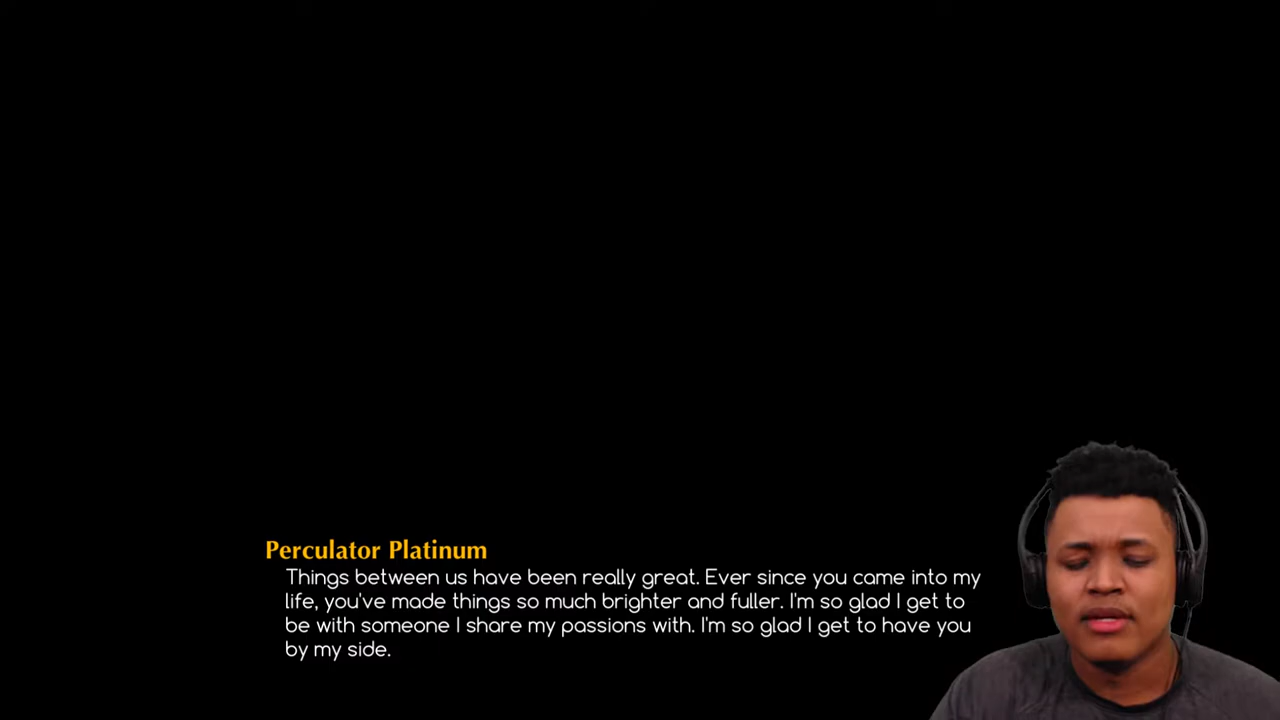 Perculator Platinum
Things between us have been really great. Ever since you came into my
life, you've made things so much brighter and fuller. I'm so glad I get to
be with someone I share my passions with. I'm so glad I get to have you
by my side.